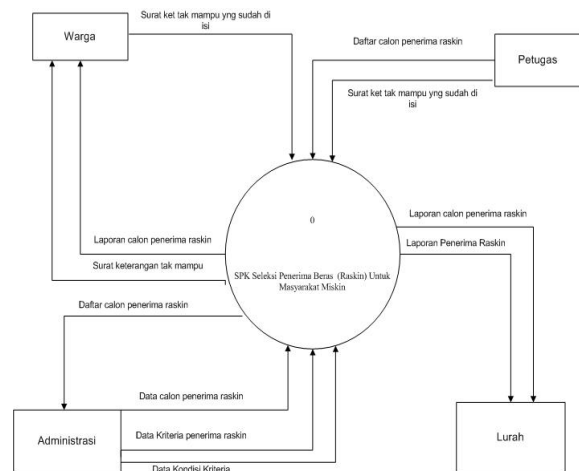 Surat ket tak mampu yng sudah di
isi
Warga
Daftar calon penerima raskin
Petugas
Surat ket tak mampu yng sudah di
isi
0
SPK Seleksi Penerima Beras (Raskin) Untuk
Masyarakat Miskin
Laporan calon penerima raskin
Laporan calon penerima raskin
Laporan Penerima Raskin
Surat keterangan tak mampu
Daftar calon penerima raskin
Data calon penerima raskin
Administrasi
Data Kriteria penerima raskin
Lurah
Data Kondisi Kriteria